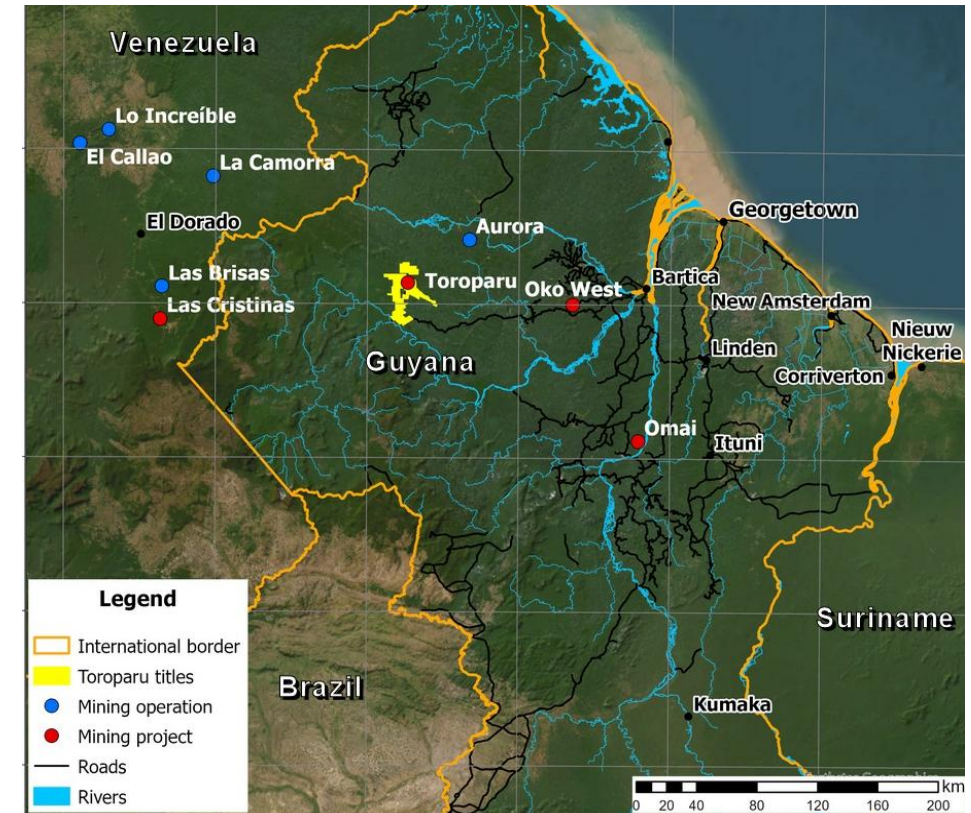 Venezuela
Lo Increíble
El Callao
La Camorra
El Dorado
Georgetown
Aurora
Las Brisas
Toroparu
Oko West
Bartica
Las Cristinas
New Amsterdam
Nieuw
Nickerie
Guyana
Linden
Corriverton
Omai
Ituni
Legend
International border
Toroparu titles
Mining operation
Mining project
Roads
Rivers
Suriname
Brazil
Kumaka
km
0 20 40 80 120 160 200